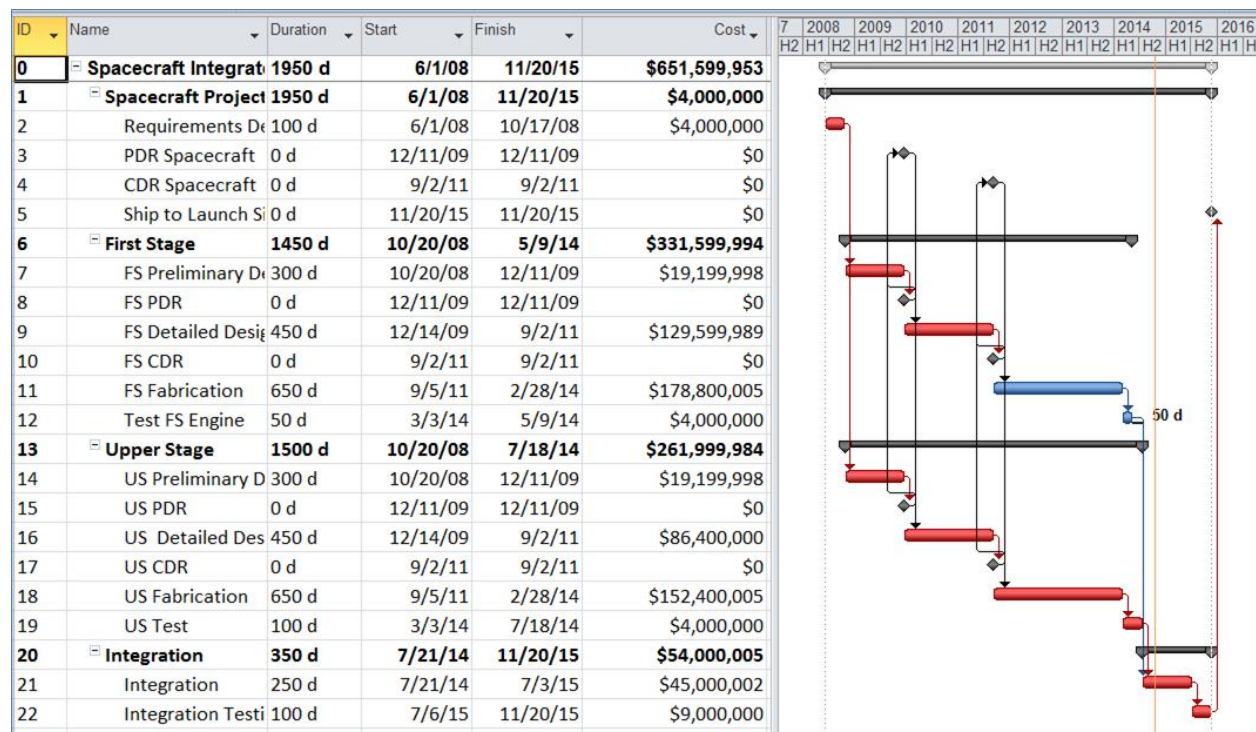 ID Name Duration Start Finish Cost 7 2008 2009 2010 2011 2012 2013 2014 2015 2016
H2 H1 H2 H1 H2 H1 H2 H1 H2 H1 H2 H1 H2 H1 H2 H1 H2 H1
0 Spacecraft Integrat 1950 d 6/1/08 11/20/15 $651,599,953
1 Spacecraft Project 1950 d 6/1/08 11/20/15 $4,000,000
2 Requirements De 100 d 6/1/08 10/17/08 $4,000,000
3 PDR Spacecraft 0 d 12/11/09 12/11/09 $0
4 CDR Spacecraft 0 d 9/2/11 9/2/11 $0
5 Ship to Launch Si 0 d 11/20/15 11/20/15 $0
6 First Stage 1450 d 10/20/08 5/9/14 $331,599,994
7 FS Preliminary De 300 d 10/20/08 12/11/09 $19,199,998
8 FS PDR 0 d 12/11/09 12/11/09 $0
9 FS Detailed Desig 450 d 12/14/09 9/2/11 $129,599,989
10 FS CDR 0 d 9/2/11 9/2/11 $0
11 FS Fabrication 650 d 9/5/11 2/28/14 $178,800,005
12 Test FS Engine 50 d 3/3/14 5/9/14 $4,000,000 50 d
13 Upper Stage 1500 d 10/20/08 7/18/14 $261,999,984
14 US Preliminary D 300 d 10/20/08 12/11/09 $19,199,998
15 US PDR 0 d 12/11/09 12/11/09 $0
16 US Detailed Des 450 d 12/14/09 9/2/11 $86,400,000
17 US CDR 0 d 9/2/11 9/2/11 $0
18 US Fabrication 650 d 9/5/11 2/28/14 $152,400,005
19 US Test 100 d 3/3/14 7/18/14 $4,000,000
20 Integration 350 d 7/21/14 11/20/15 $54,000,005
21 Integration 250 d 7/21/14 7/3/15 $45,000,002
22 Integration Testi 100 d 7/6/15 11/20/15 $9,000,000